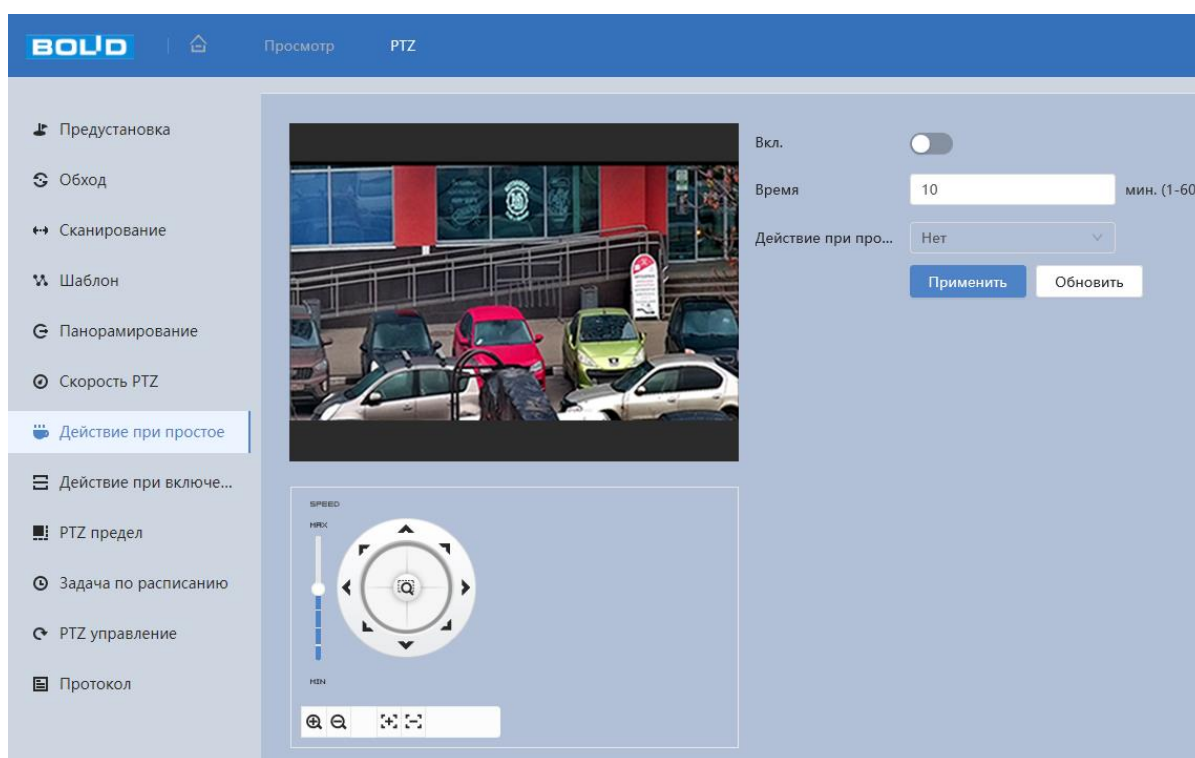 BOLID
Просмотр
PTZ
Предустановка
Обход
Сканирование
Шаблон
Панорамирование
Скорость PTZ
Действие при простое
Действие при включе...
PTZ предел
Задача по расписанию
PTZ управление
Протокол
Вкл.
Время
10
мин. (1-60
Действие при про...
Нет
Применить
Обновить
SPEED
MAX
MIN